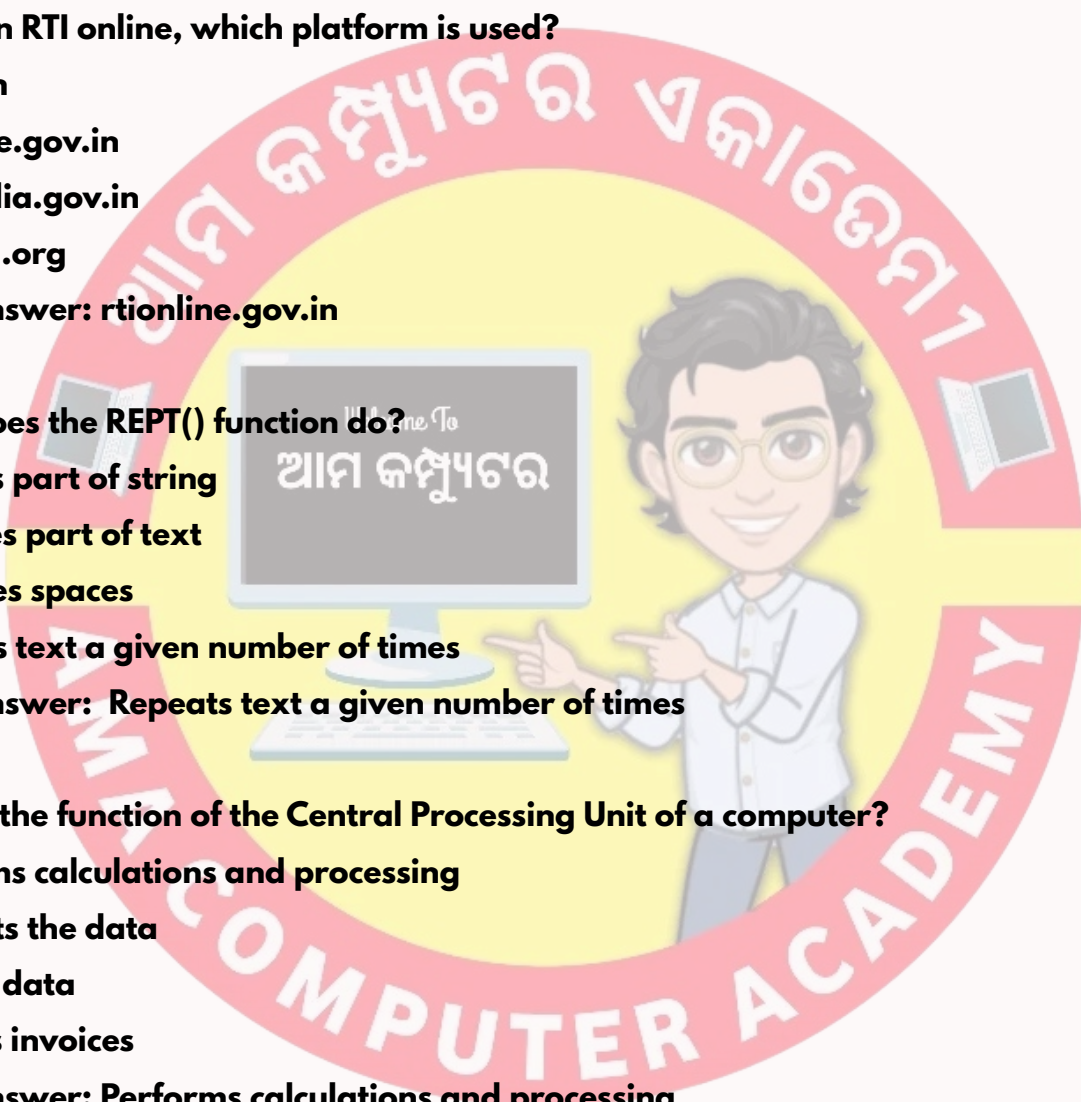 n RTI online, which platform is used?
n
e.gov.in
lia.gov.in
.org
nswer: rtionline.gov.in
oes the REPT() function do?
s part of string
es part of text
es spaces
s text a given number of times
nswer:  Repeats text a given number of times
the function of the Central Processing Unit of a computer?
ns calculations and processing
ts the data
data
s invoices
nswer: Performs calculations and processing
ଆମ କମ୍ପ୍ୟୁଟର ଏକାଡେମୀ
Welcome To
ଆମ କମ୍ପ୍ୟୁଟର
AMA COMPUTER ACADEMY